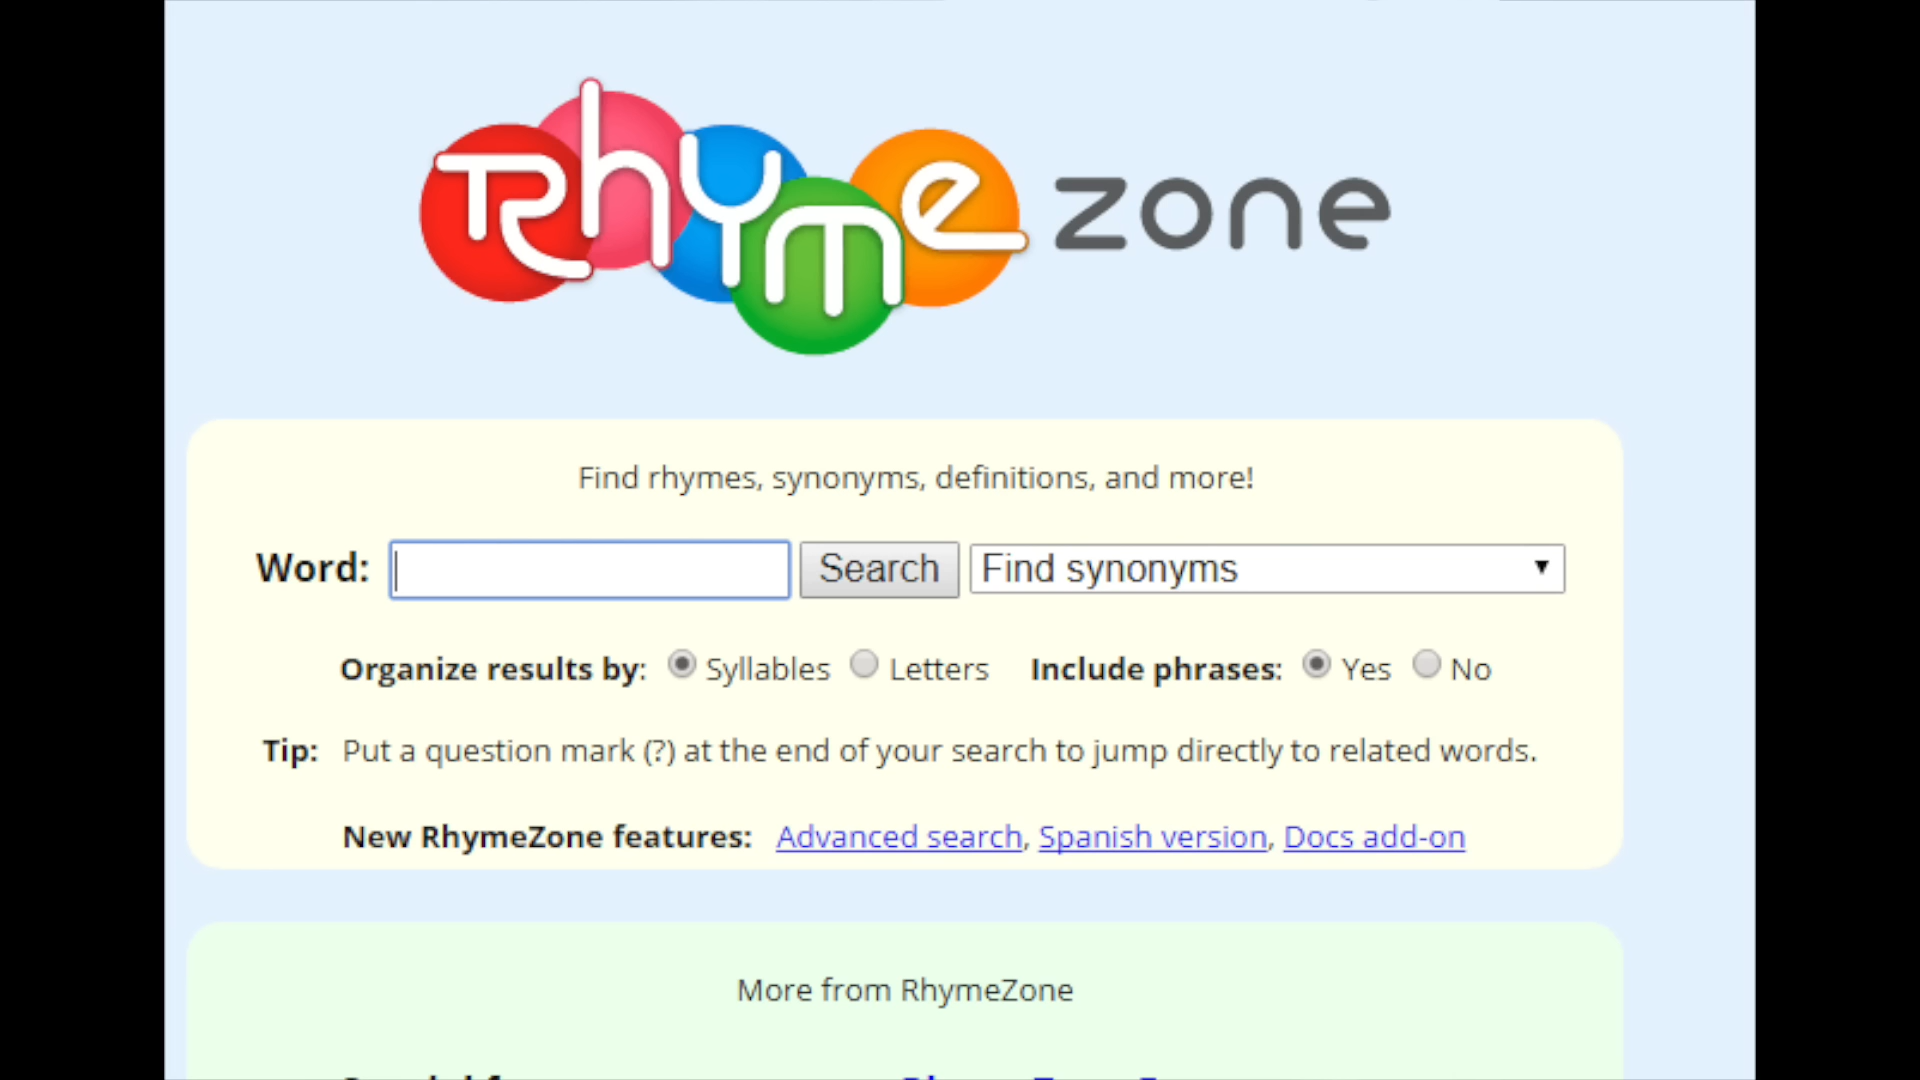 Rhyme zone
Find rhymes, synonyms, definitions, and more!
Word: Search Find synonyms
Organize results by: Syllables Letters Include phrases: Yes No
Tip: Put a question mark (?) at the end of your search to jump directly to related words.
New RhymeZone features: Advanced search, Spanish version, Docs add-on
More from RhymeZone